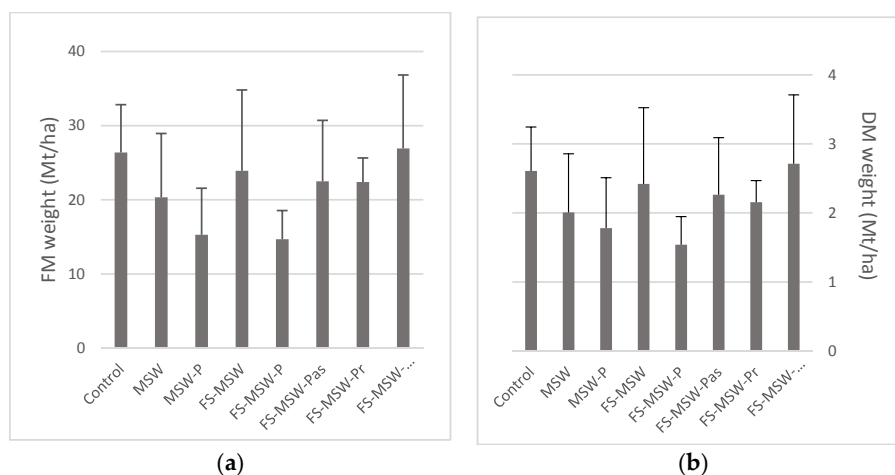 40
30
20
10
0
FM weight (Mt/ha)
Control
MSW
MSW-P
FS-MSW
FS-MSW-P
FS-MSW-Pas
FS-MSW-Pr
FS-MSW-...
(a)
4
3
2
1
0
DM weight (Mt/ha)
Control
MSW
MSW-P
FS-MSW
FS-MSW-P
FS-MSW-Pas
FS-MSW-Pr
FS-MSW-...
(b)